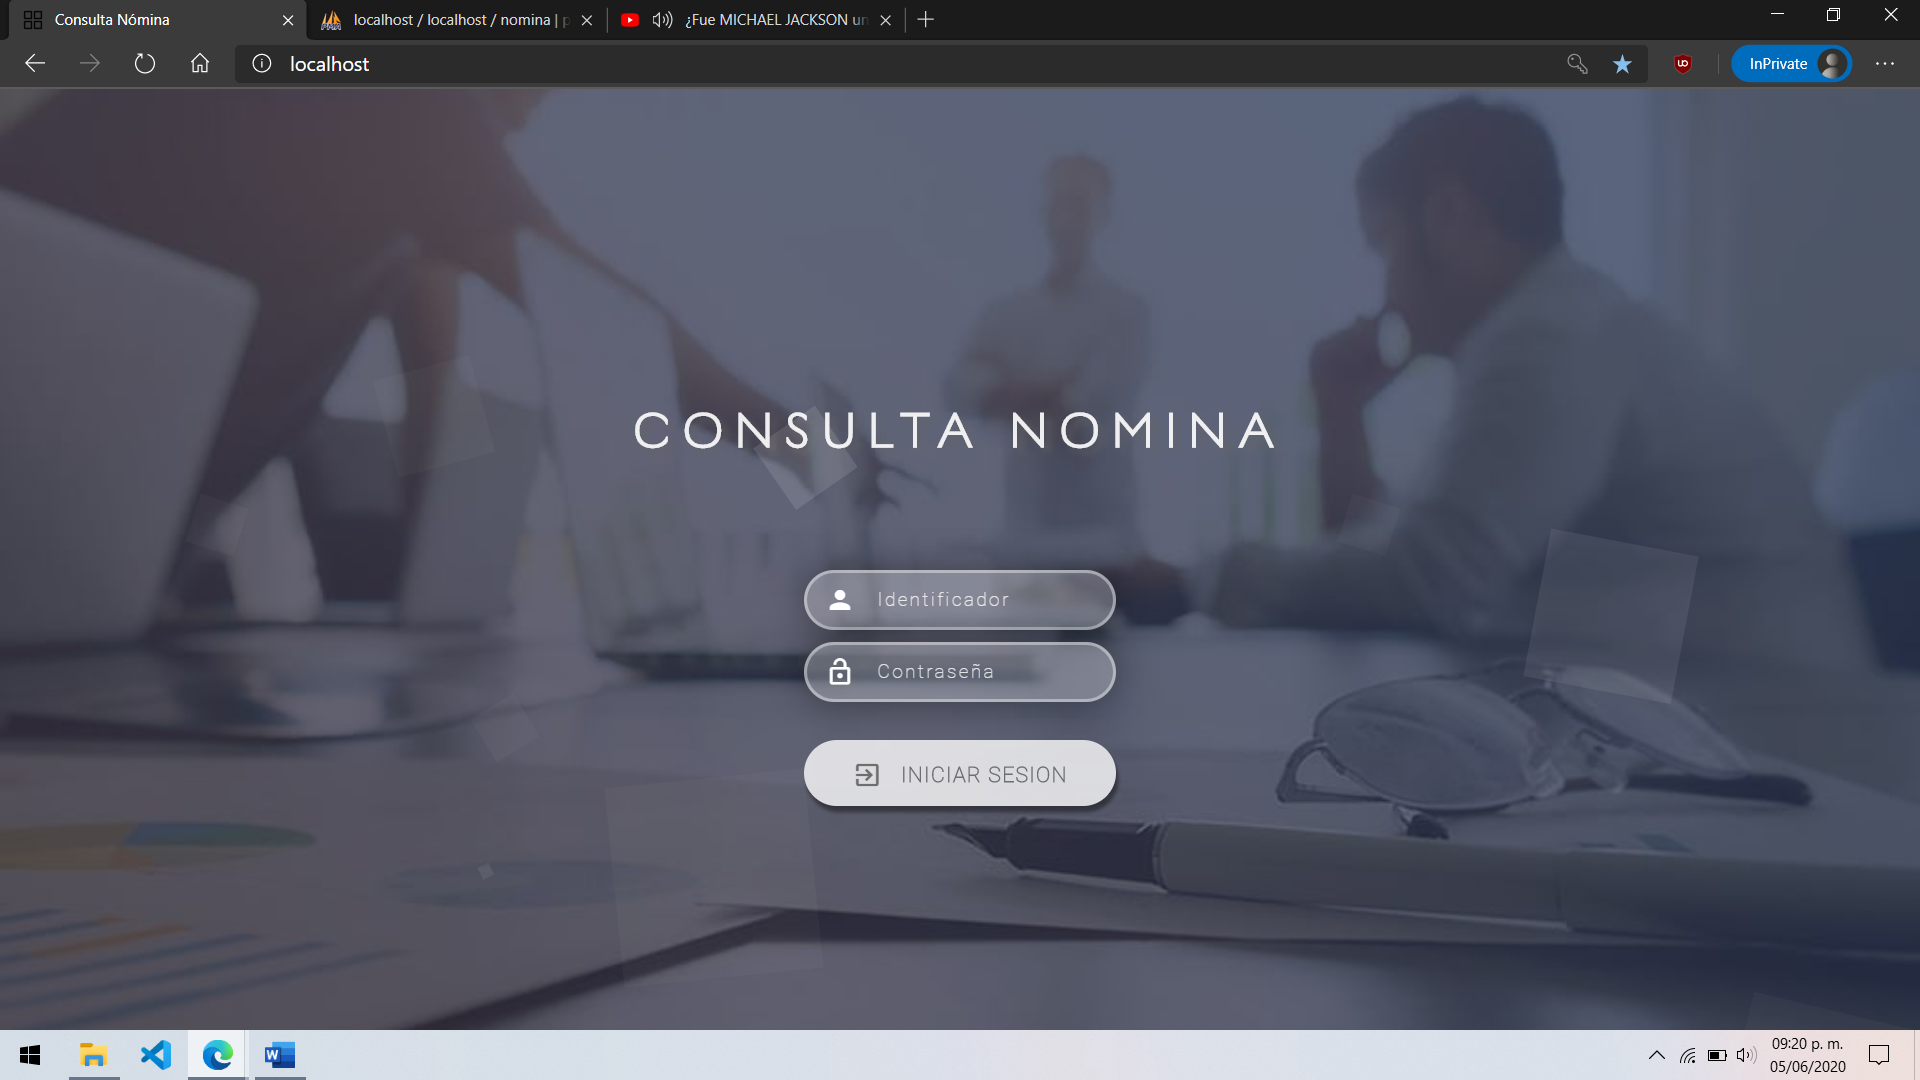 Consulta Nómina
localhost / localhost / nomina | p
¿Fue MICHAEL JACKSON un
localhost
InPrivate
CONSULTA NOMINA
Identificador
Contraseña
INICIAR SESION
09:20 p. m.
05/06/2020